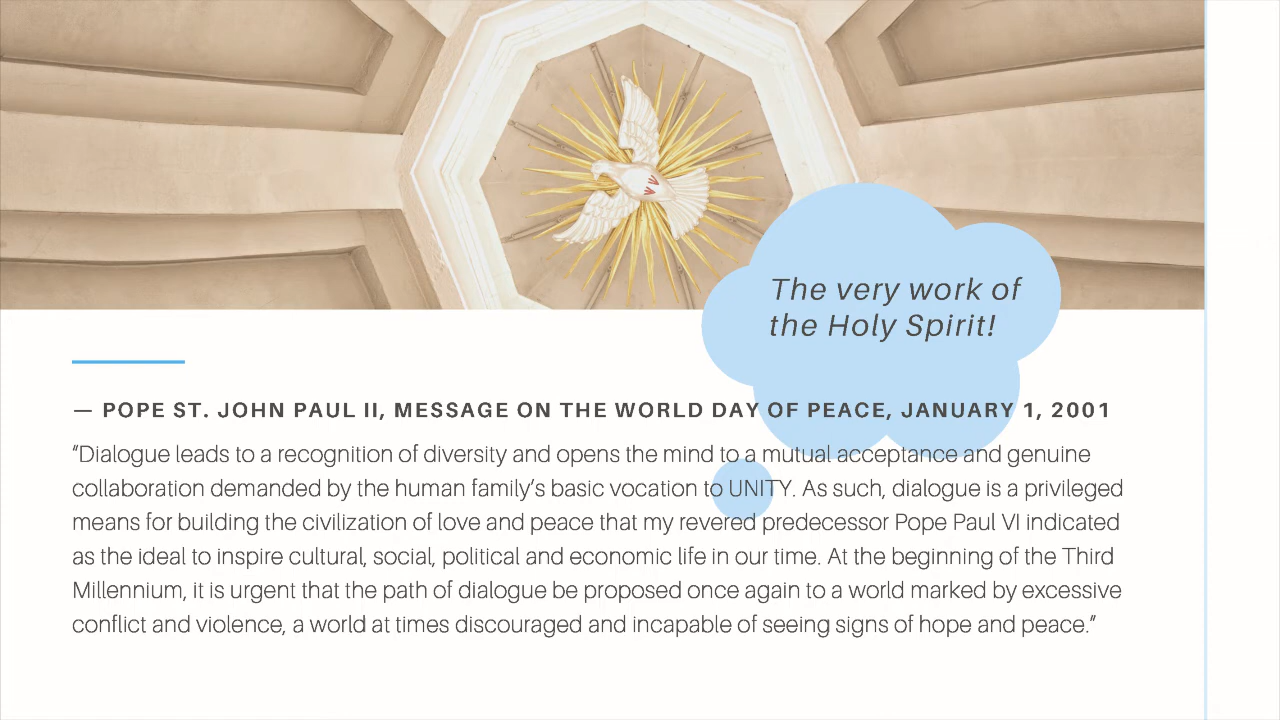 The very work of
the Holy Spirit!
— POPE ST. JOHN PAUL II, MESSAGE ON THE WORLD DAY OF PEACE, JANUARY 1, 2001
“Dialogue leads to a recognition of diversity and opens the mind to a mutual acceptance and genuine
collaboration demanded by the human family’s basic vocation to UNITY. As such, dialogue is a privileged
means for building the civilization of love and peace that my revered predecessor Pope Paul VI indicated
as the ideal to inspire cultural, social, political and economic life in our time. At the beginning of the Third
Millennium, it is urgent that the path of dialogue be proposed once again to a world marked by excessive
conflict and violence, a world at times discouraged and incapable of seeing signs of hope and peace.”